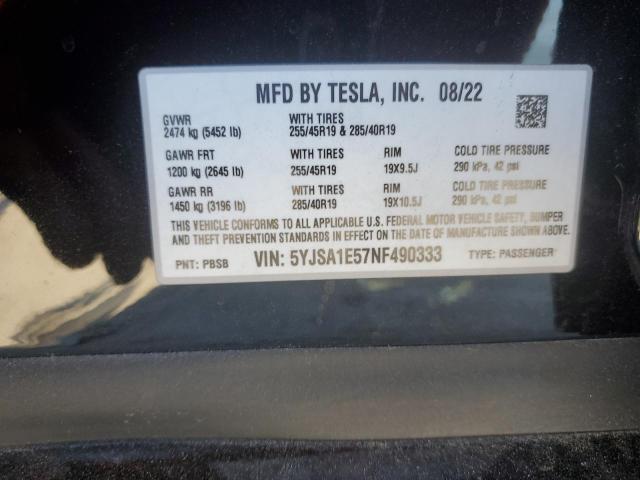 MFD BY TESLA, INC. 08/22
GVWR WITH TIRES
2474 kg (5452 lb) 255/45R19 & 285/40R19
GAWR FRT WITH TIRES RIM COLD TIRE PRESSURE
1200 kg (2645 lb) 255/45R19 19X9.5J 290 kPa, 42 psi
GAWR RR WITH TIRES RIM COLD TIRE PRESSURE
1450 kg (3196 lb) 285/40R19 19X10.5J 290 kPa, 42 psi
THIS VEHICLE CONFORMS TO ALL APPLICABLE U.S. FEDERAL MOTOR VEHICLE SAFETY, BUMPER
AND THEFT PREVENTION STANDARDS IN EFFECT ON THE DATE OF MANUFACTURE SHOWN ABOVE.
PNT: PBSB VIN: 5YJSA1E57NF490333 TYPE: PASSENGER